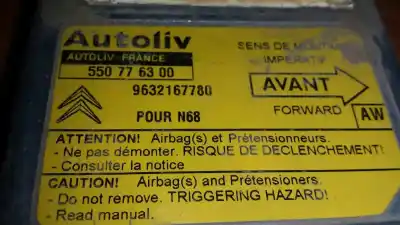 Autoliv
AUTOLIV FRANCE
550 77 63 00
9632167780
POUR N68
SENS DE
IMPERATIF
AVANT
FORWARD
AW
ATTENTION! Airbag(s) et Prétensionneurs.
- Ne pas démonter. RISQUE DE DECLENCHEMENT!
- Consulter la notice
CAUTION! Airbag(s) and Prétensioners.
- Do not remove. TRIGGERING HAZARD!
- Read manual.